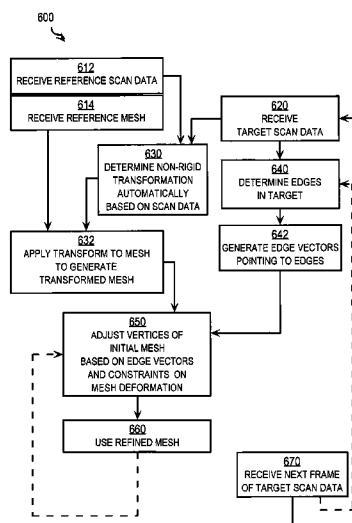 600
612
RECEIVE REFERENCE SCAN DATA
614
RECEIVE REFERENCE MESH
620
RECEIVE
TARGET SCAN DATA
630
DETERMINE NON-RIGID
TRANSFORMATION
AUTOMATICALLY
BASED ON SCAN DATA
640
DETERMINE EDGES
IN TARGET
632
APPLY TRANSFORM TO MESH
TO GENERATE
TRANSFORMED MESH
642
GENERATE EDGE VECTORS
POINTING TO EDGES
650
ADJUST VERTICES OF
INITIAL MESH
BASED ON EDGE VECTORS
AND CONSTRAINTS ON
MESH DEFORMATION
660
USE REFINED MESH
670
RECEIVE NEXT FRAME
OF TARGET SCAN DATA